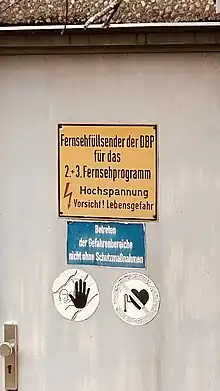 Fernsehfüllsender der DBP
für das
2.+3. Fernsehprogramm
Hochspannung
Vorsicht! Lebensgefahr
Betreten
der Gefahrenbereiche
nicht ohne Schutzmaßnahmen